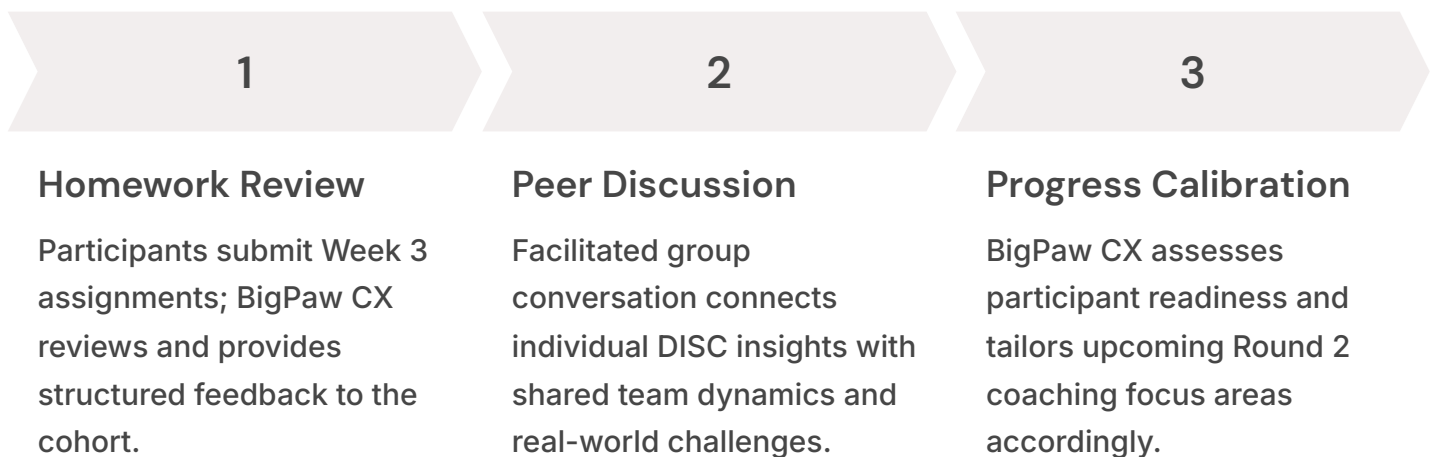 1
2
3
Homework Review
Participants submit Week 3
assignments; BigPaw CX
reviews and provides
structured feedback to the
cohort.
Peer Discussion
Facilitated group
conversation connects
individual DISC insights with
shared team dynamics and
real-world challenges.
Progress Calibration
BigPaw CX assesses
participant readiness and
tailors upcoming Round 2
coaching focus areas
accordingly.